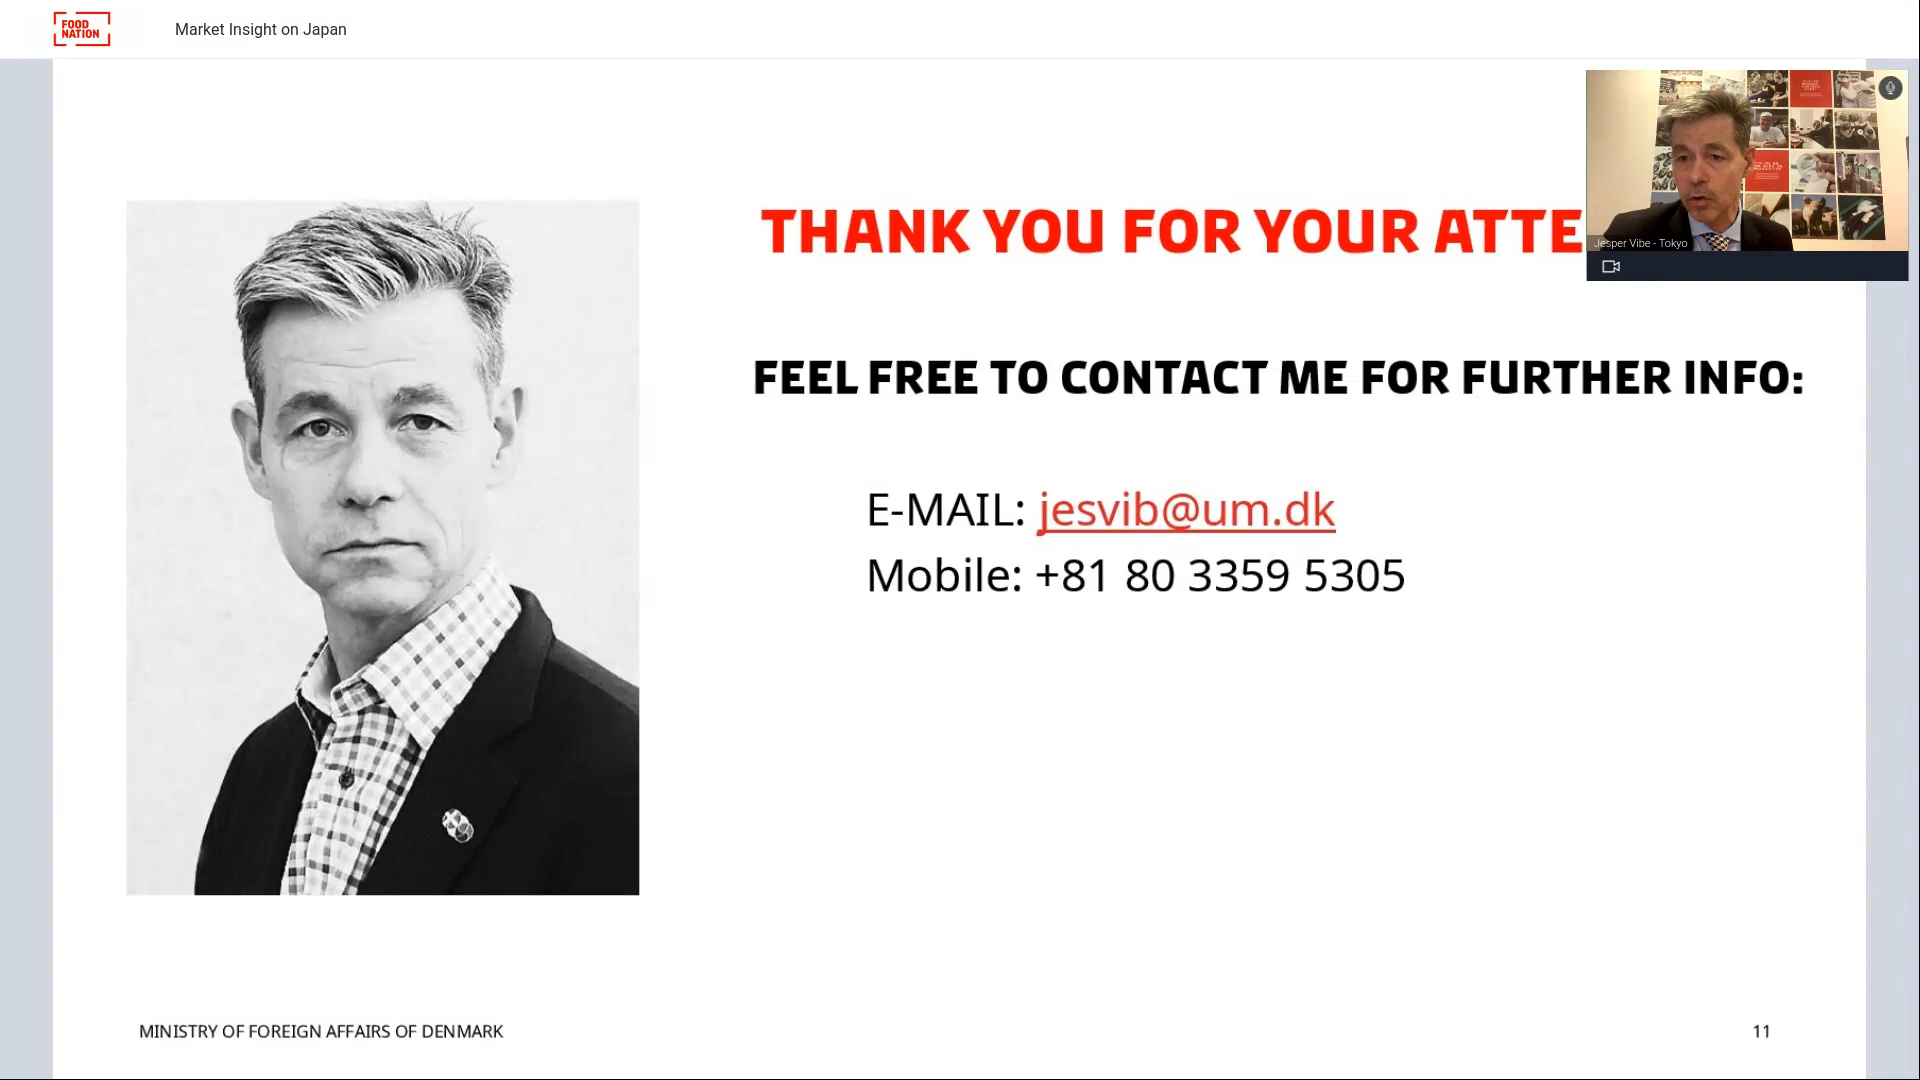 FOOD
NATION
Market Insight on Japan
THANK YOU FOR YOUR ATTE
Jesper Vibe - Tokyo
FEEL FREE TO CONTACT ME FOR FURTHER INFO:
E-MAIL: jesvib@um.dk
Mobile: +81 80 3359 5305
MINISTRY OF FOREIGN AFFAIRS OF DENMARK
11